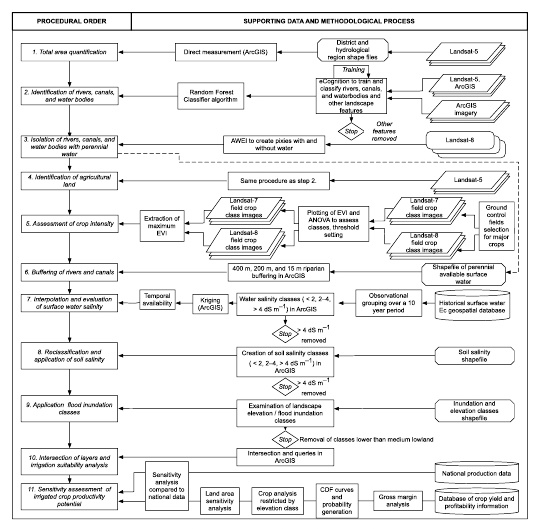 PROCEDURAL ORDER
SUPPORTING DATA AND METHODOLOGICAL PROCESS
1. Total area quantification
Direct measurement (ArcGIS)
District and
hydrological
region shape files
Landsat-5
Training
2. Identification of rivers, canals,
and water bodies
Random Forest
Classifier algorithm
eCognition to train and
classify rivers, canals,
and waterbodies and
other landscape
features
Landsat-5,
ArcGIS
ArcGIS
imagery
Stop
Other
features
removed
3. Isolation of rivers, canals, and
water bodies with perennial
water
AWEI to create pixies with and
without water
Landsat-8
4. Identification of agricultural
land
Same procedure as step 2.
Landsat-5
5. Assessment of crop intensity
Extraction of
maximum
EVI
Landsat-7
field crop
class images
Landsat-8
field crop
class images
Plotting of EVI and
ANOVA to assess
classes, threshold
setting
Landsat-7
field crop
class images
Landsat-8
field crop
class images
Ground
control
fields
selection
for major
crops
6. Buffering of rivers and canals
400 m, 200 m, and 15 m riparian
buffering in ArcGIS
Shapefile of perennial
available surface
water
7. Interpolation and evaluation
of surface water salinity
Temporal
availability
Kriging
(ArcGIS)
Water salinity classes (< 2, 2–4,
> 4 dS m⁻¹) in ArcGIS
Observational
grouping over a 10
year period
Historical surface water
Ec geospatial database
Stop
> 4 dS m⁻¹
removed
8. Reclassification and
application of soil salinity
Creation of soil salinity classes
(< 2, 2–4, > 4 dS m⁻¹) in
ArcGIS
Soil salinity
shapefile
Stop
> 4 dS m⁻¹
removed
9. Application flood inundation
classes
Examination of landscape
elevation / flood inundation
classes
Inundation and
elevation classes
shapefile
Stop
Removal of classes lower than medium lowland
10. Intersection of layers and
irrigation suitability analysis
Intersection and queries in
ArcGIS
11. Sensitivity assessment of
irrigated crop productivity
potential
Sensitivity
analysis
compared to
national data
National production data
Land area
sensitivity
analysis
Crop analysis
restricted by
elevation class
CDF curves
and
probability
generation
Gross margin
analysis
Database of crop yield and
profitability information